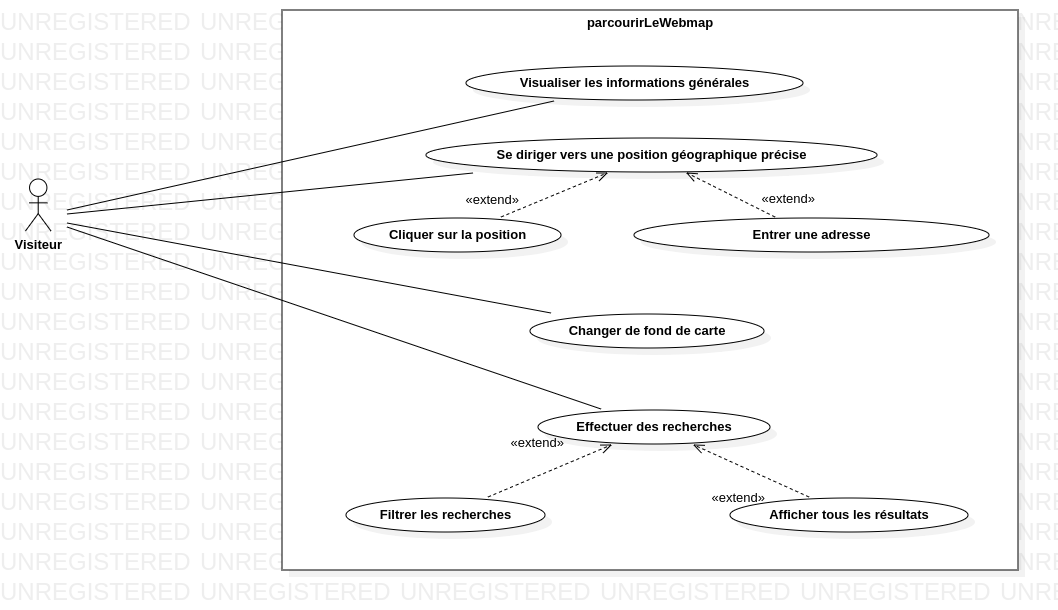 parcourirLeWebmap
Visualiser les informations générales
Se diriger vers une position géographique précise
«extend»
«extend»
Cliquer sur la position
Entrer une adresse
Visiteur
Changer de fond de carte
Effectuer des recherches
«extend»
«extend»
Filtrer les recherches
Afficher tous les résultats
UNREGISTERED UNREGISTERED UNREGISTERED UNREGISTERED UNREGISTERED